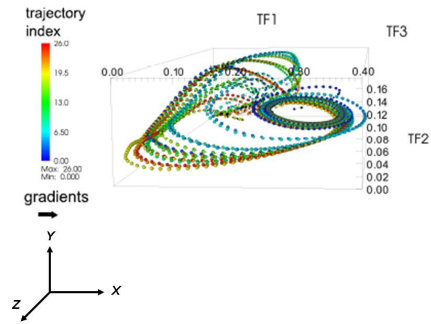 trajectory
index
26.0
19.5
13.0
6.50
0.00
Max: 26.00
Min: 0.000
gradients
TF1
TF3
0.00 0.10 0.20 0.30 0.40
0.16
0.14
0.12
0.10
0.08
0.06
0.04
0.02
0.00
TF2
Y
X
Z